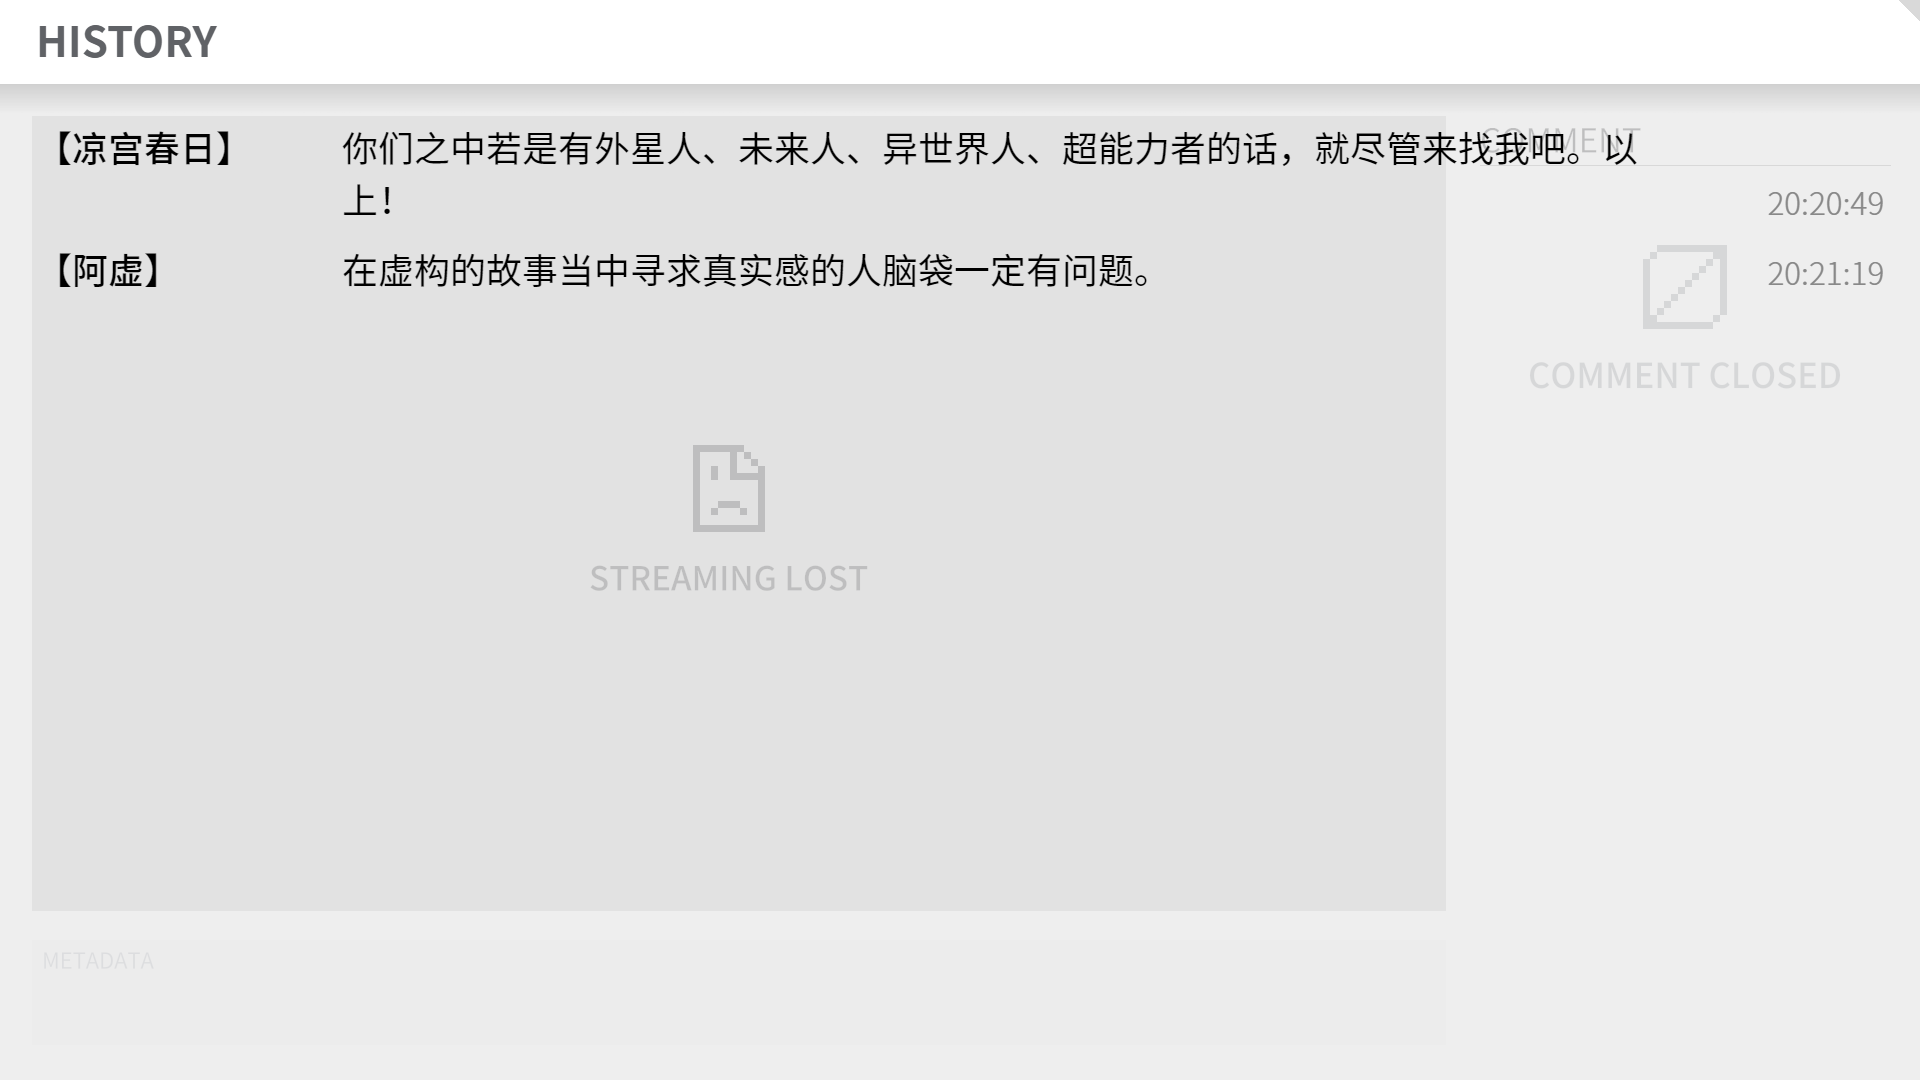 HISTORY
【凉宫春日】 你们之中若是有外星人、未来人、异世界人、超能力者的话，就尽管来找我吧。以
上！
20:20:49
【阿虚】 在虚构的故事当中寻求真实感的人脑袋一定有问题。
20:21:19
COMMENT
COMMENT CLOSED
STREAMING LOST
METADATA